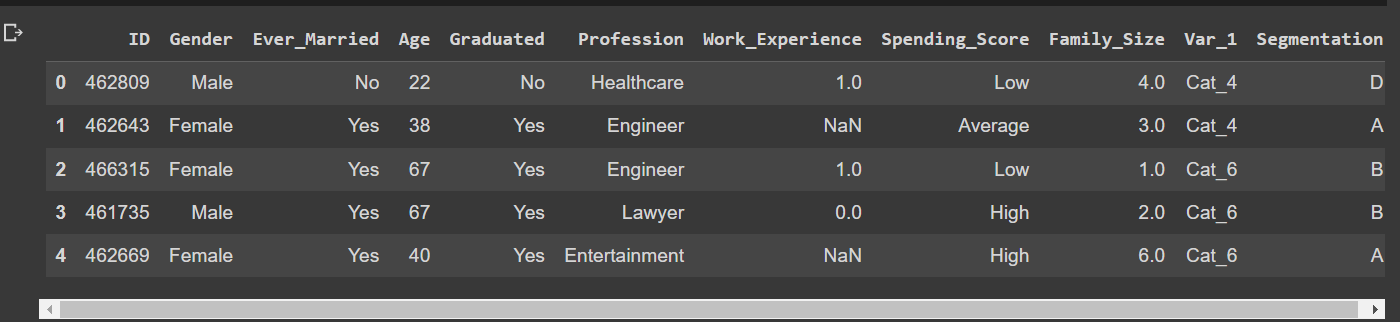 ID Gender Ever_Married Age Graduated Profession Work_Experience Spending_Score Family_Size Var_1 Segmentation
0 462809 Male No 22 No Healthcare 1.0 Low 4.0 Cat_4 D
1 462643 Female Yes 38 Yes Engineer NaN Average 3.0 Cat_4 A
2 466315 Female Yes 67 Yes Engineer 1.0 Low 1.0 Cat_6 B
3 461735 Male Yes 67 Yes Lawyer 0.0 High 2.0 Cat_6 B
4 462669 Female Yes 40 Yes Entertainment NaN High 6.0 Cat_6 A